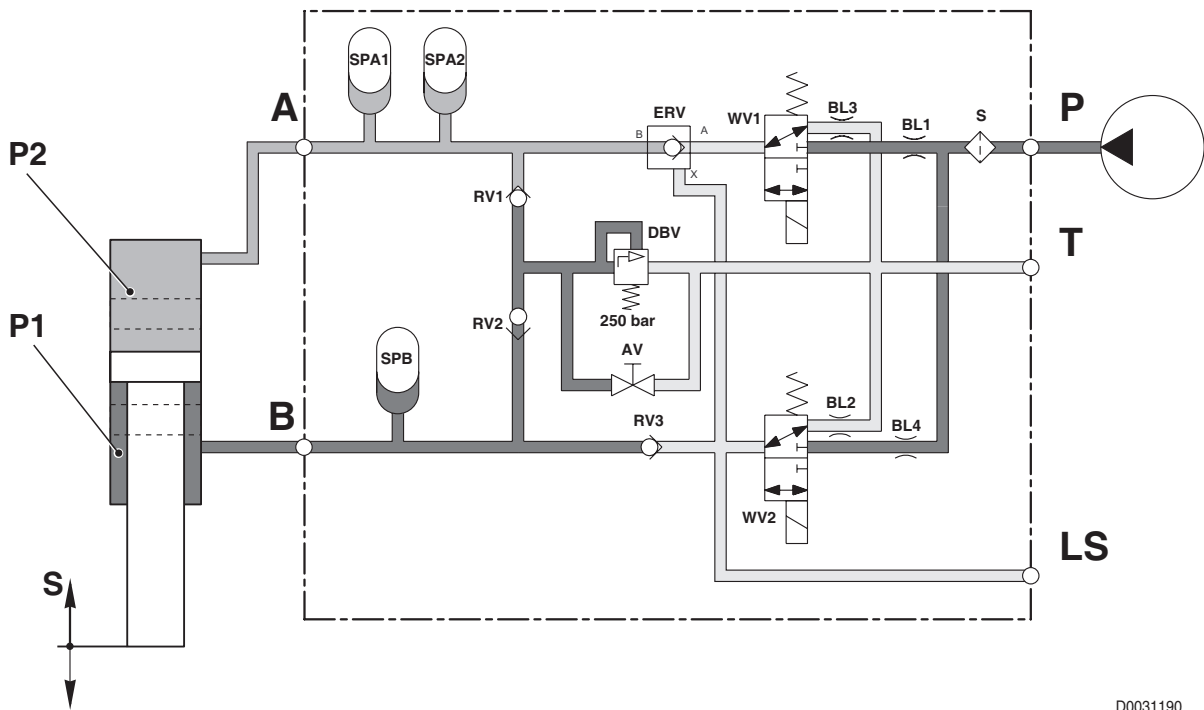 SPA1
SPA2
A
ERV
B
A
X
WV1
BL3
BL1
S
P
P2
RV1
DBV
T
250 bar
RV2
AV
P1
SPB
B
RV3
BL2
BL4
WV2
LS
S
D0031190